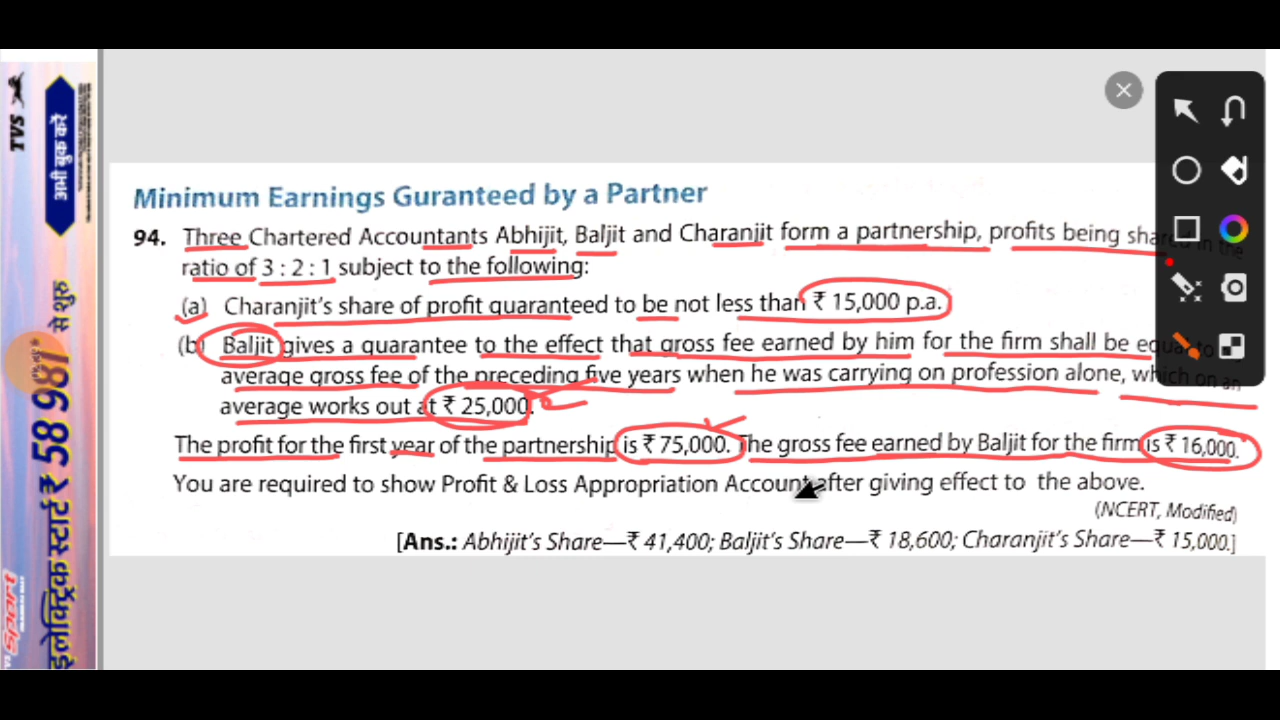 TVS
अभी बुक करें
इलेक्ट्रिक स्टार्ट ₹ 58 987 से शुरू
Sport
Minimum Earnings Guranteed by a Partner
94. Three Chartered Accountants Abhijit, Baljit and Charanjit form a partnership, profits being shared in the
ratio of 3 : 2 : 1 subject to the following:
(a) Charanjit's share of profit guaranteed to be not less than ₹ 15,000 p.a.
(b) Baljit gives a guarantee to the effect that gross fee earned by him for the firm shall be equal to
average gross fee of the preceding five years when he was carrying on profession alone, which on an
average works out at ₹ 25,000.
The profit for the first year of the partnership is ₹ 75,000. The gross fee earned by Baljit for the firm is ₹ 16,000.
You are required to show Profit & Loss Appropriation Account after giving effect to the above.
(NCERT, Modified)
[Ans.: Abhijit's Share—₹ 41,400; Baljit's Share—₹ 18,600; Charanjit's Share—₹ 15,000.]